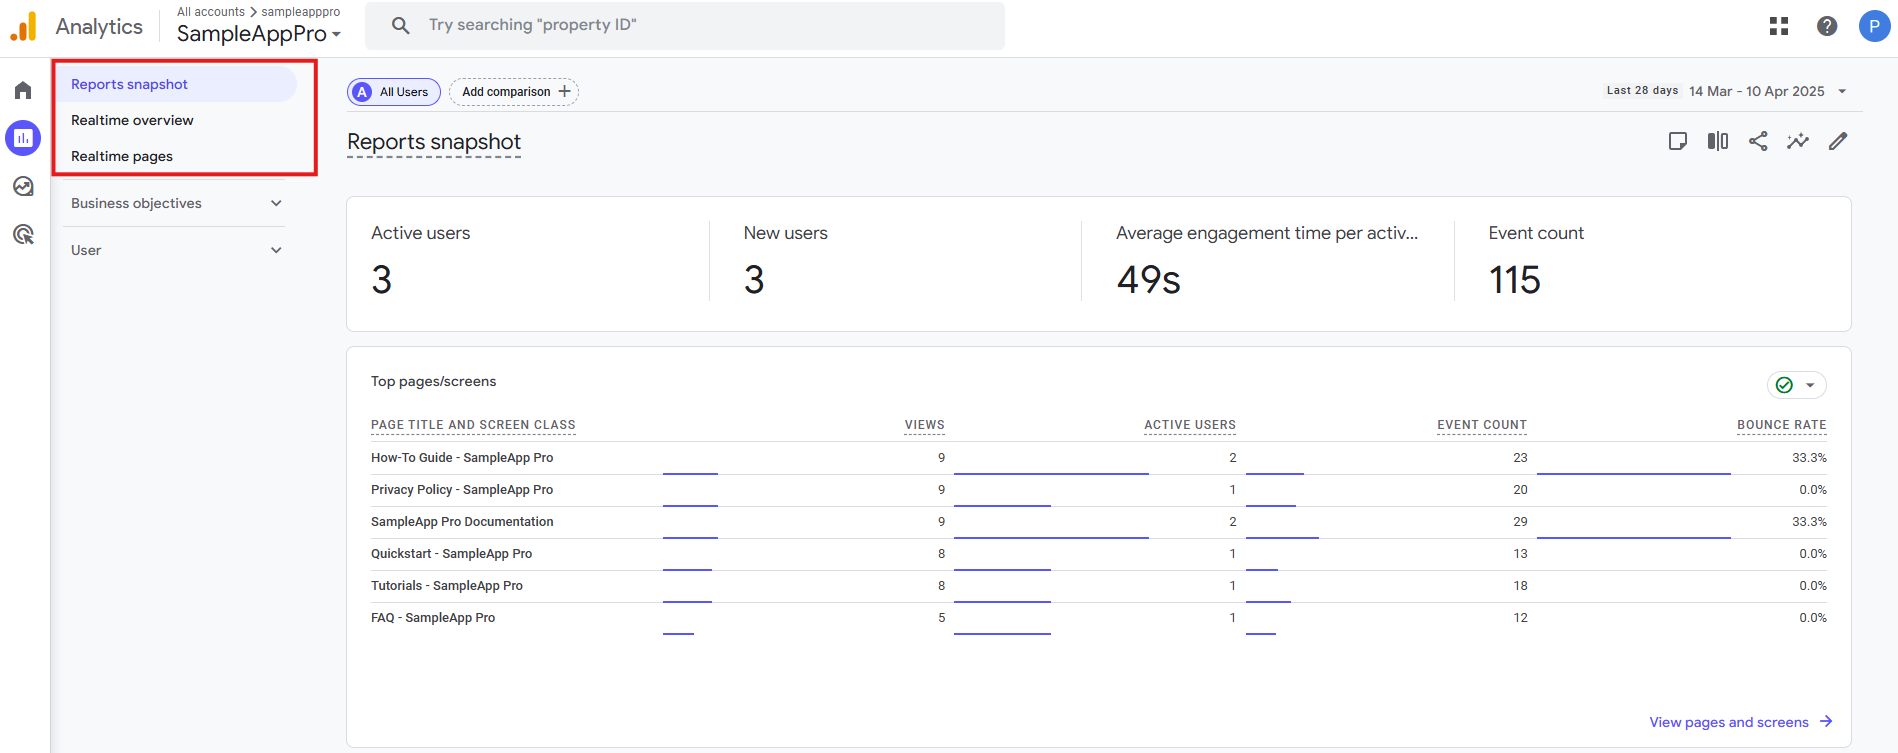 Analytics
All accounts > sampleapppro
SampleAppPro
Try searching "property ID"
P
Reports snapshot
Realtime overview
Realtime pages
Business objectives
User
A All Users
Add comparison +
Last 28 days 14 Mar - 10 Apr 2025
Reports snapshot
Active users
3
New users
3
Average engagement time per activ...
49s
Event count
115
Top pages/screens
PAGE TITLE AND SCREEN CLASS VIEWS ACTIVE USERS EVENT COUNT BOUNCE RATE
How-To Guide - SampleApp Pro 9 2 23 33.3%
Privacy Policy - SampleApp Pro 9 1 20 0.0%
SampleApp Pro Documentation 9 2 29 33.3%
Quickstart - SampleApp Pro 8 1 13 0.0%
Tutorials - SampleApp Pro 8 1 18 0.0%
FAQ - SampleApp Pro 5 1 12 0.0%
View pages and screens